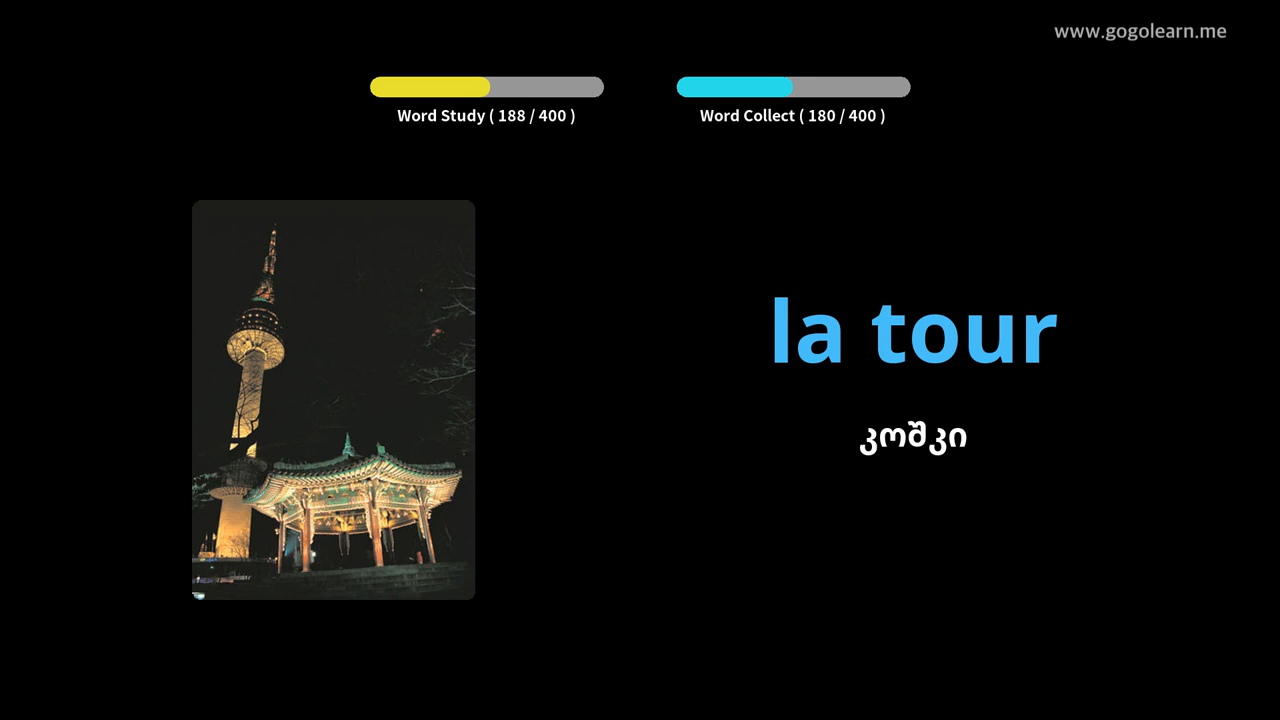 www.gogolearn.me
Word Study ( 188 / 400 )
Word Collect ( 180 / 400 )
la tour
კოშკი